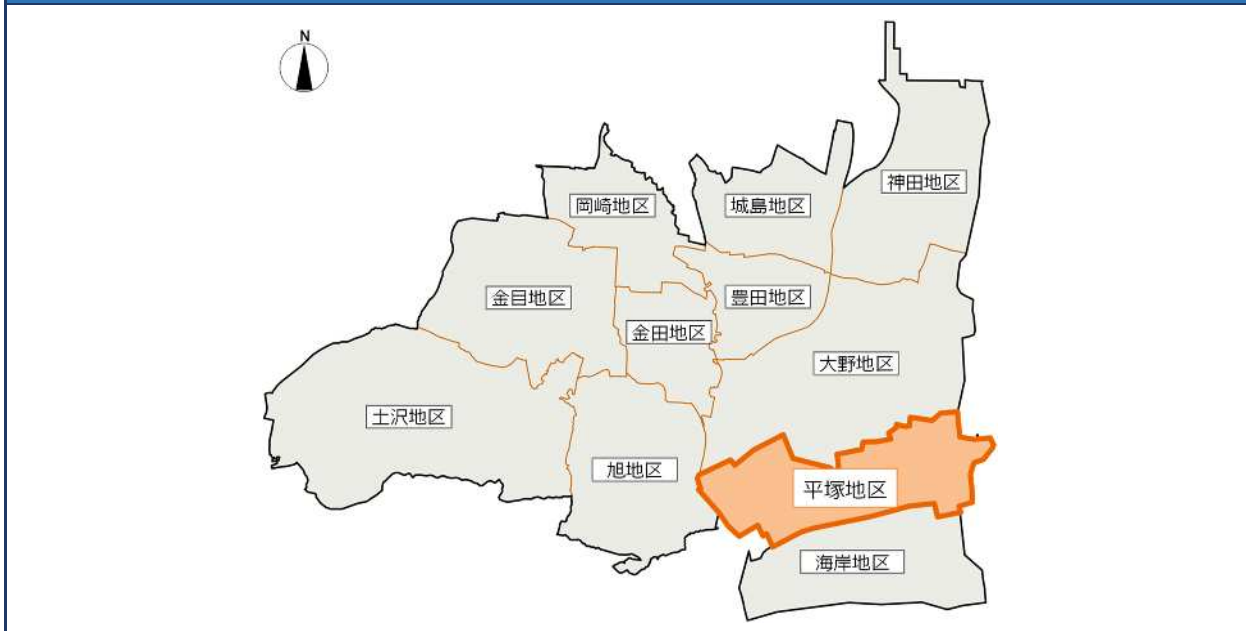 N
神田地区
岡崎地区
城島地区
金目地区
豊田地区
金田地区
大野地区
土沢地区
旭地区
平塚地区
海岸地区